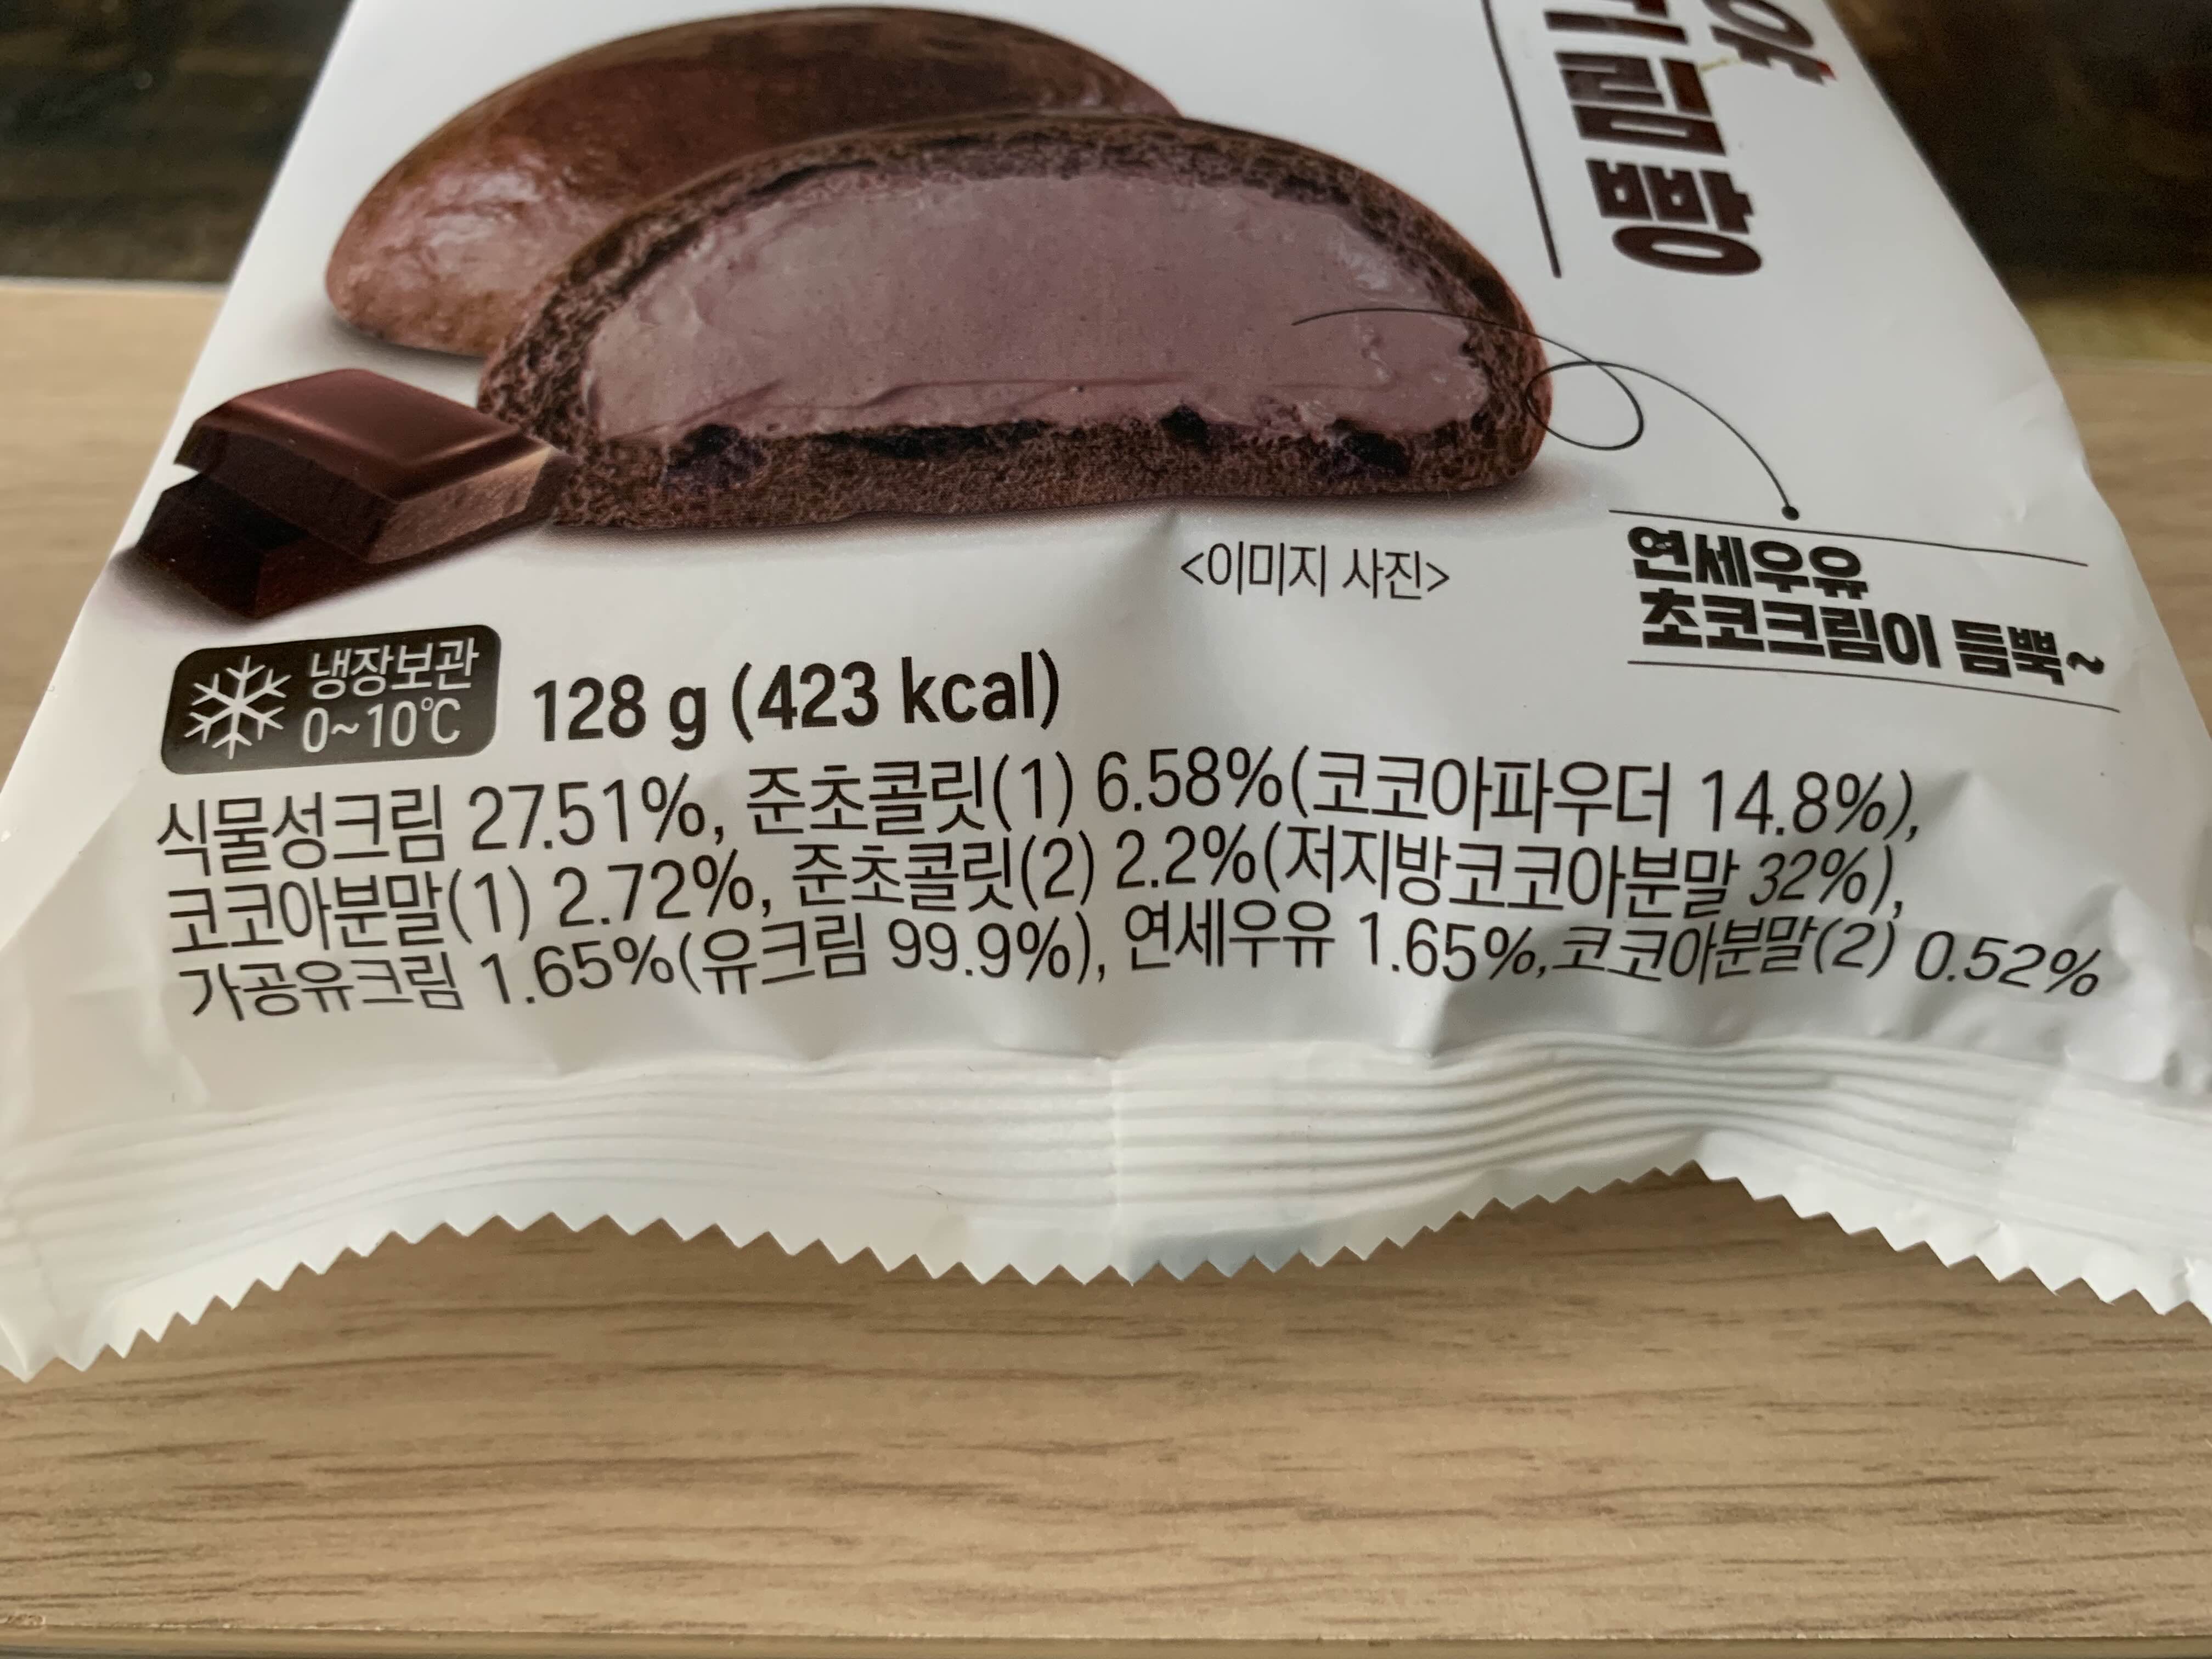 크림빵
<이미지 사진>
연세우유
초코크림이 듬뿍~
냉장보관
0~10℃
128 g (423 kcal)
식물성크림 27.51%, 준초콜릿(1) 6.58%(코코아파우더 14.8%),
코코아분말(1) 2.72%, 준초콜릿(2) 2.2%(저지방코코아분말 32%),
가공유크림 1.65%(유크림 99.9%), 연세우유 1.65%,코코아분말(2) 0.52%